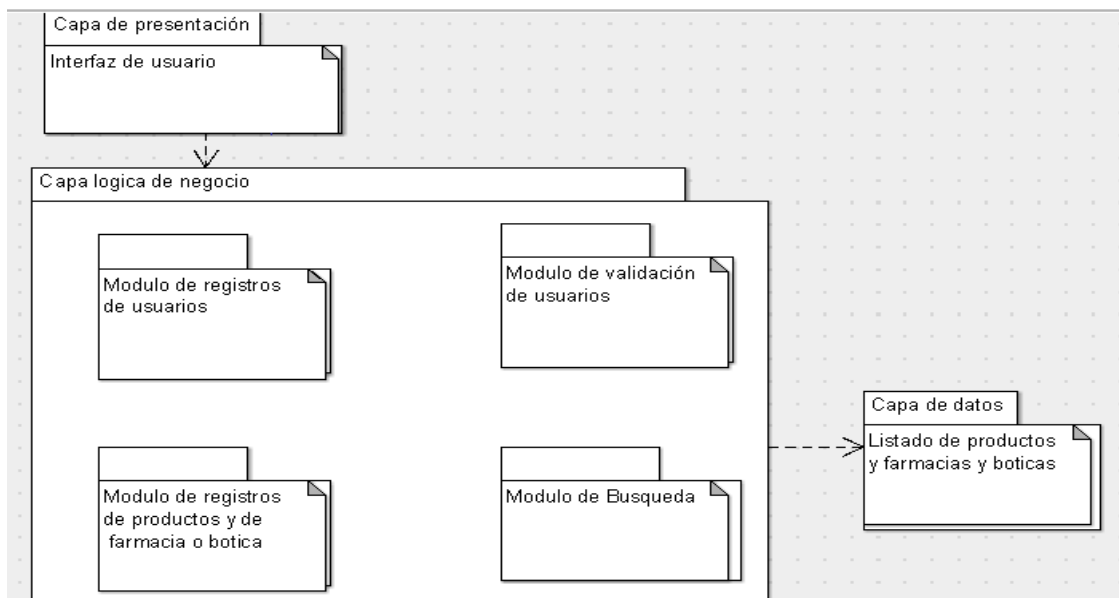 Capa de presentación
Interfaz de usuario
Capa logica de negocio
Modulo de registros
de usuarios
Modulo de validación
de usuarios
Modulo de registros
de productos y de
farmacia o botica
Modulo de Busqueda
Capa de datos
Listado de productos
y farmacias y boticas